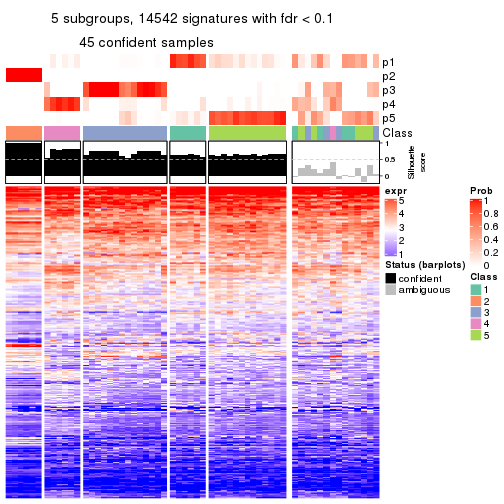 5 subgroups, 14542 signatures with fdr < 0.1
45 confident samples
p1
p2
p3
p4
p5
Class
1
0.5
0
Silhouette
score
expr
5
4
3
2
1
Status (barplots)
confident
ambiguous
Prob
1
0.8
0.6
0.4
0.2
0
Class
1
2
3
4
5